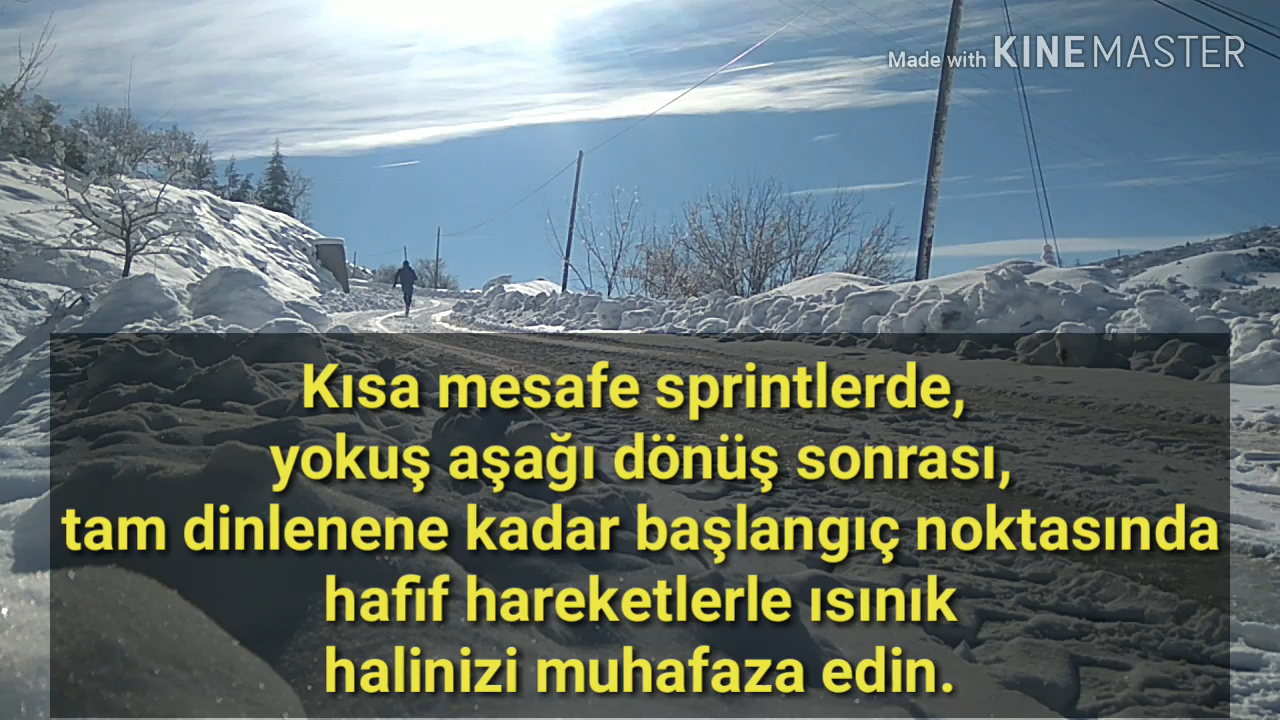 Made with KINEMASTER
Kısa mesafe sprintlerde,
yokuş aşağı dönüş sonrası,
tam dinlenene kadar başlangıç noktasında
hafif hareketlerle ısınık
halinizi muhafaza edin.